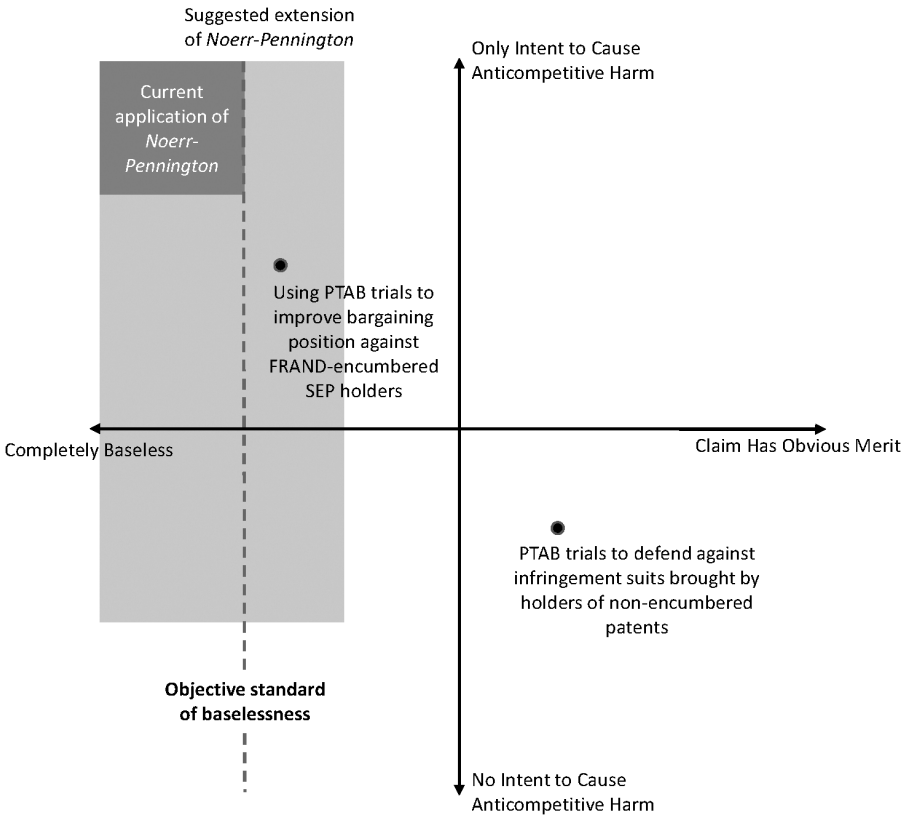 Suggested extension
of Noerr-Pennington
Only Intent to Cause
Anticompetitive Harm
Current
application of
Noerr-
Pennington
Using PTAB trials to
improve bargaining
position against
FRAND-encumbered
SEP holders
Completely Baseless
Claim Has Obvious Merit
PTAB trials to defend against
infringement suits brought by
holders of non-encumbered
patents
Objective standard
of baselessness
No Intent to Cause
Anticompetitive Harm